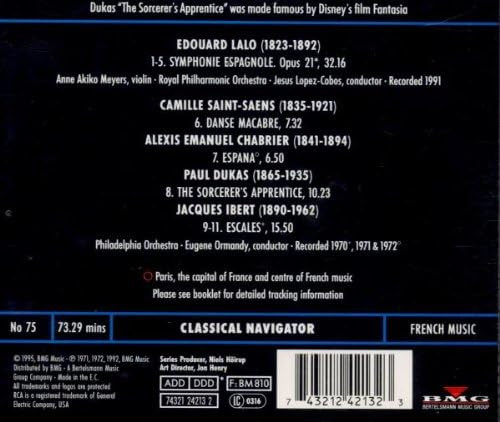 Dukas "The Sorcerer's Apprentice" was made famous by Disney's film Fantasia
EDOUARD LALO (1823-1892)
1-5. SYMPHONIE ESPAGNOLE. Opus 21*, 32.16
Anne Akiko Meyers, violin · Royal Philharmonic Orchestra · Jesus Lopez-Cobos, conductor · Recorded 1991
CAMILLE SAINT-SAENS (1835-1921)
6. DANSE MACABRE, 7.32
ALEXIS EMANUEL CHABRIER (1841-1894)
7. ESPANA°, 6.50
PAUL DUKAS (1865-1935)
8. THE SORCERER'S APPRENTICE, 10.23
JACQUES IBERT (1890-1962)
9-11. ESCALES°, 15.50
Philadelphia Orchestra · Eugene Ormandy, conductor · Recorded 1970°, 1971 & 1972°
Paris, the capital of France and centre of French music
Please see booklet for detailed tracking information
No 75
73.29 mins
CLASSICAL NAVIGATOR
FRENCH MUSIC
© 1995, BMG Music · ℗ 1971, 1972, 1992, BMG Music
Distributed by BMG - A Bertelsmann Music
Group Company · Made in the E.C.
All trademarks and logos are protected
RCA is a registered trademark of General
Electric Company, USA
Series Producer, Niels Höirup
Art Director, Jon Henry
ADD DDD * F: BM 810
74321 24213 2 LC 0316
7 43212 42132 3
BMG
BERTELSMANN MUSIC GROUP